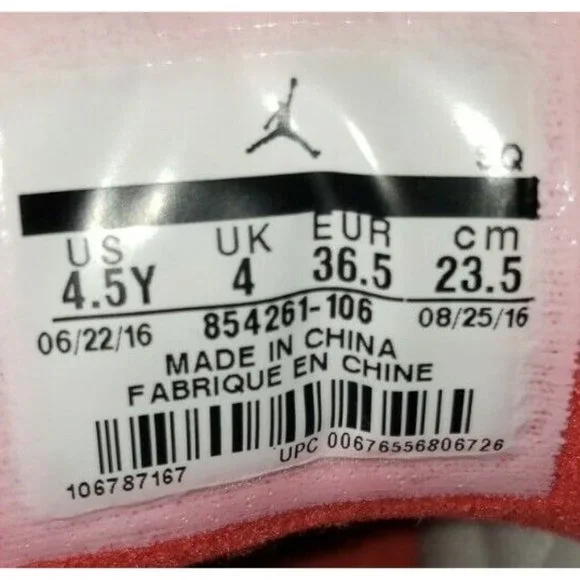 SQ
US UK EUR cm
4.5Y 4 36.5 23.5
06/22/16 854261-106 08/25/16
MADE IN CHINA
FABRIQUE EN CHINE
UPC 00676556806726
106787167